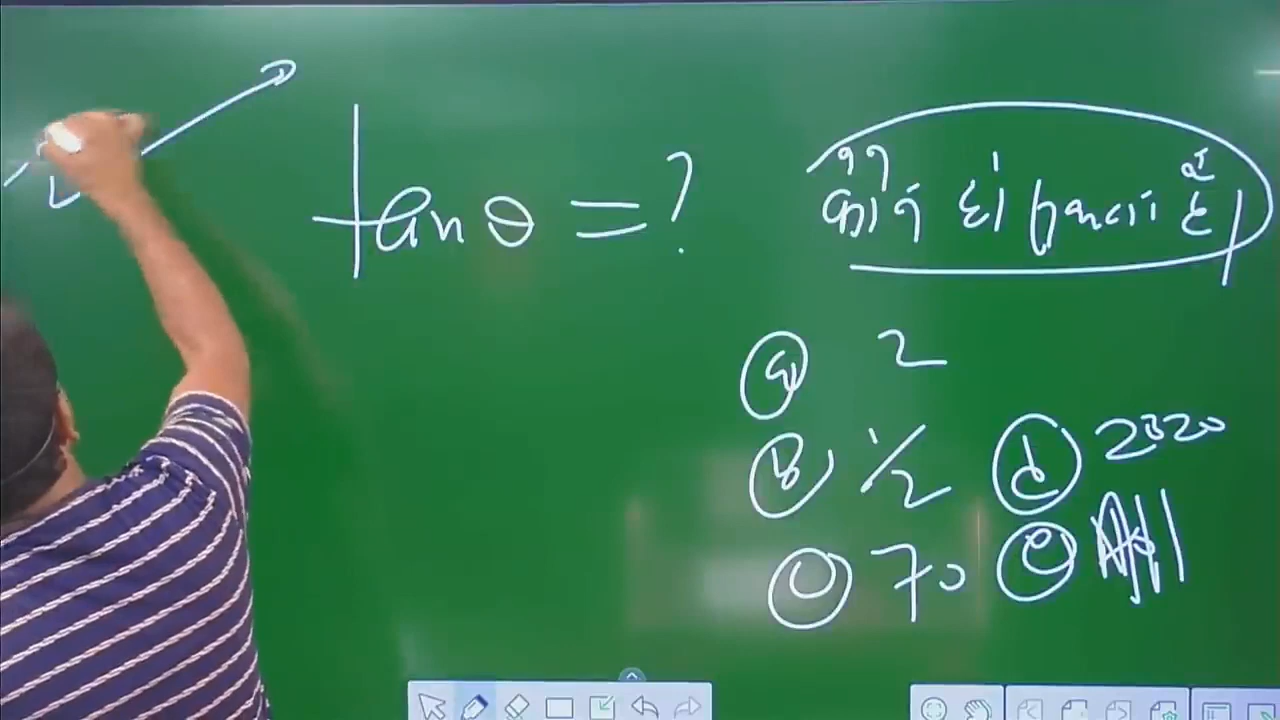 tan θ = ?
a 2
b 1/2
c 70
d 2020
e All